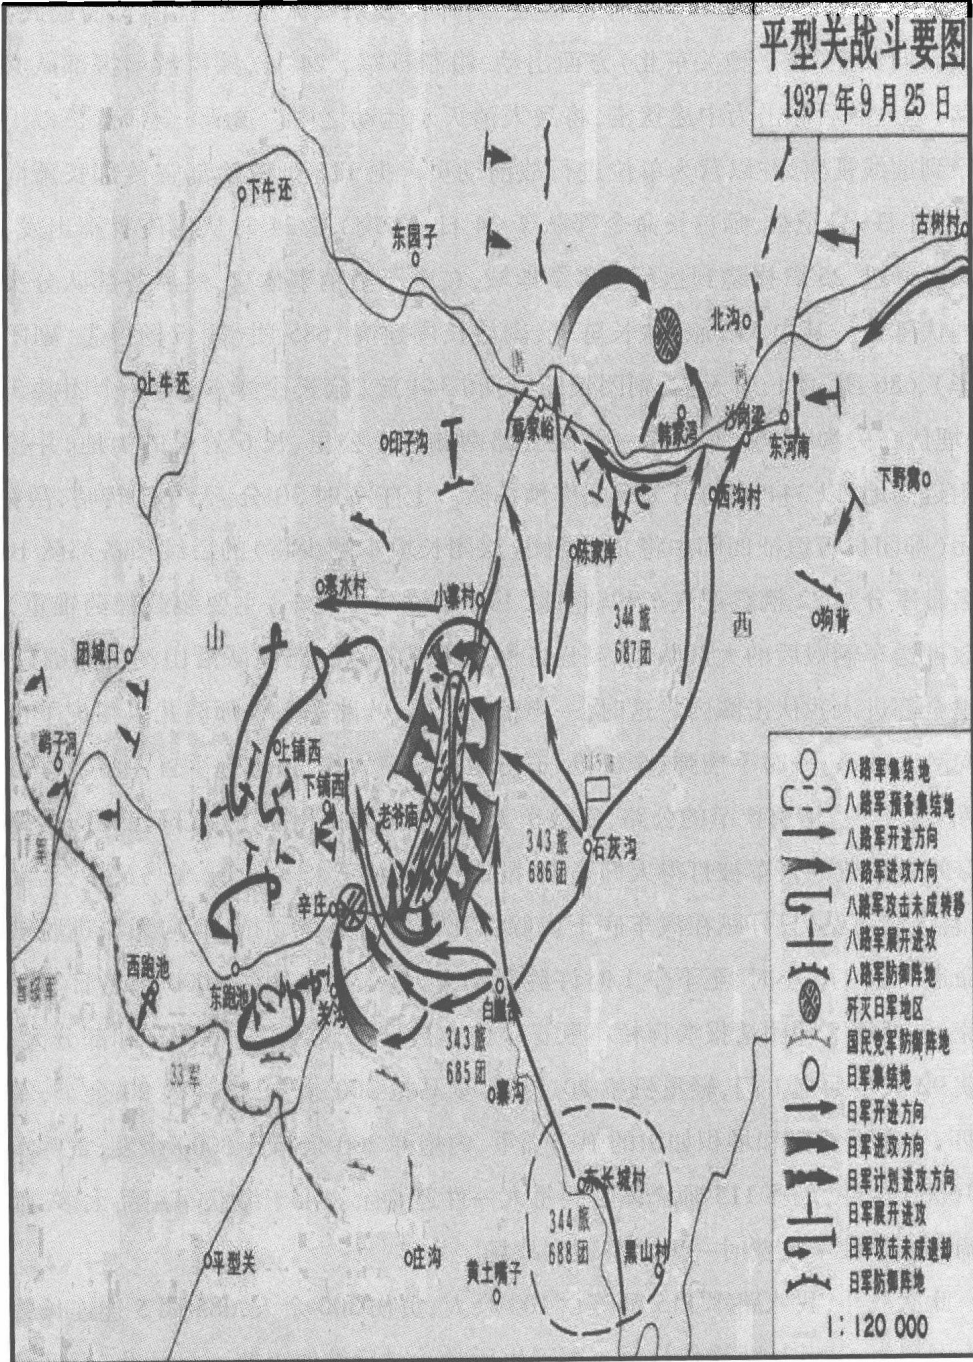 平型关战斗要图
1937年9月25日
下牛还
东园子
古树村
北沟
河
上牛还
蔡家峪
韩家湾
沙岗梁
东河南
印子沟
下野窝
西沟村
陈家岸
寒水村
小寨村
344旅
687团
山
西
狗背
团城口
鹞子涧
上铺西
下铺西
老爷庙
343旅
686团
石灰沟
17军
辛庄
西跑池
东跑池
关沟
白崖台
晋绥军
33军
343旅
685团
寨沟
东长城村
344旅
688团
平型关
庄沟
黄土嘴子
黑山村
八路军集结地
八路军预备集结地
八路军开进方向
八路军进攻方向
八路军攻击未成转移
八路军展开进攻
八路军防御阵地
歼灭日军地区
国民党军防御阵地
日军集结地
日军开进方向
日军进攻方向
日军计划进攻方向
日军展开进攻
日军攻击未成退却
日军防御阵地
1:120 000